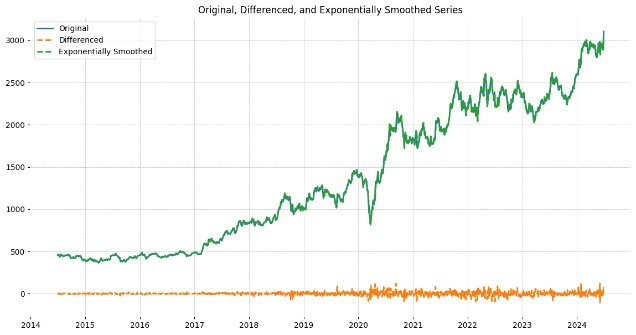 Original, Differenced, and Exponentially Smoothed Series
Original
Differenced
Exponentially Smoothed
3000
2500
2000
1500
1000
500
0
2014 2015 2016 2017 2018 2019 2020 2021 2022 2023 2024